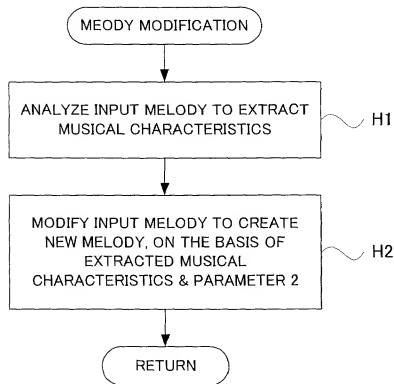 MEODY MODIFICATION
ANALYZE INPUT MELODY TO EXTRACT
MUSICAL CHARACTERISTICS
H1
MODIFY INPUT MELODY TO CREATE
NEW MELODY, ON THE BASIS OF
EXTRACTED MUSICAL
CHARACTERISTICS & PARAMETER 2
H2
RETURN